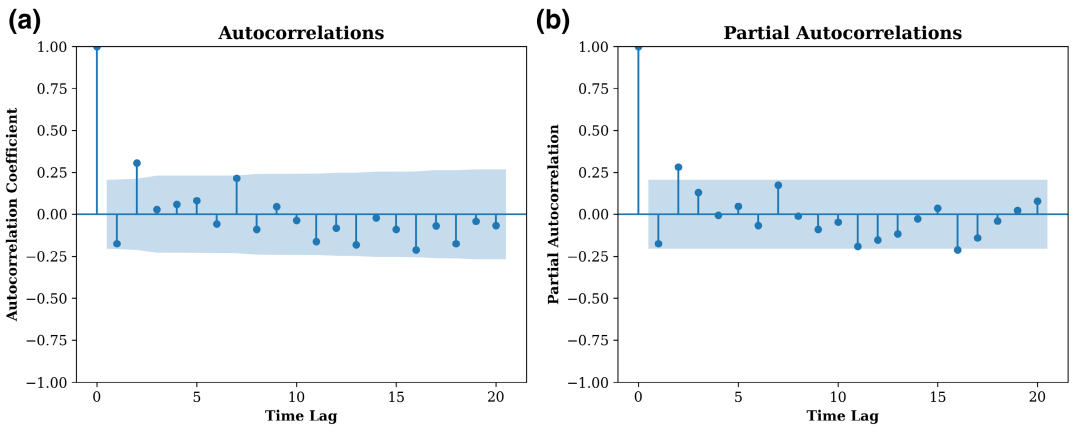 (a)
Autocorrelations
Autocorrelation Coefficient
1.00
0.75
0.50
0.25
0.00
−0.25
−0.50
−0.75
−1.00
0 5 10 15 20
Time Lag
(b)
Partial Autocorrelations
Partial Autocorrelation
1.00
0.75
0.50
0.25
0.00
−0.25
−0.50
−0.75
−1.00
0 5 10 15 20
Time Lag